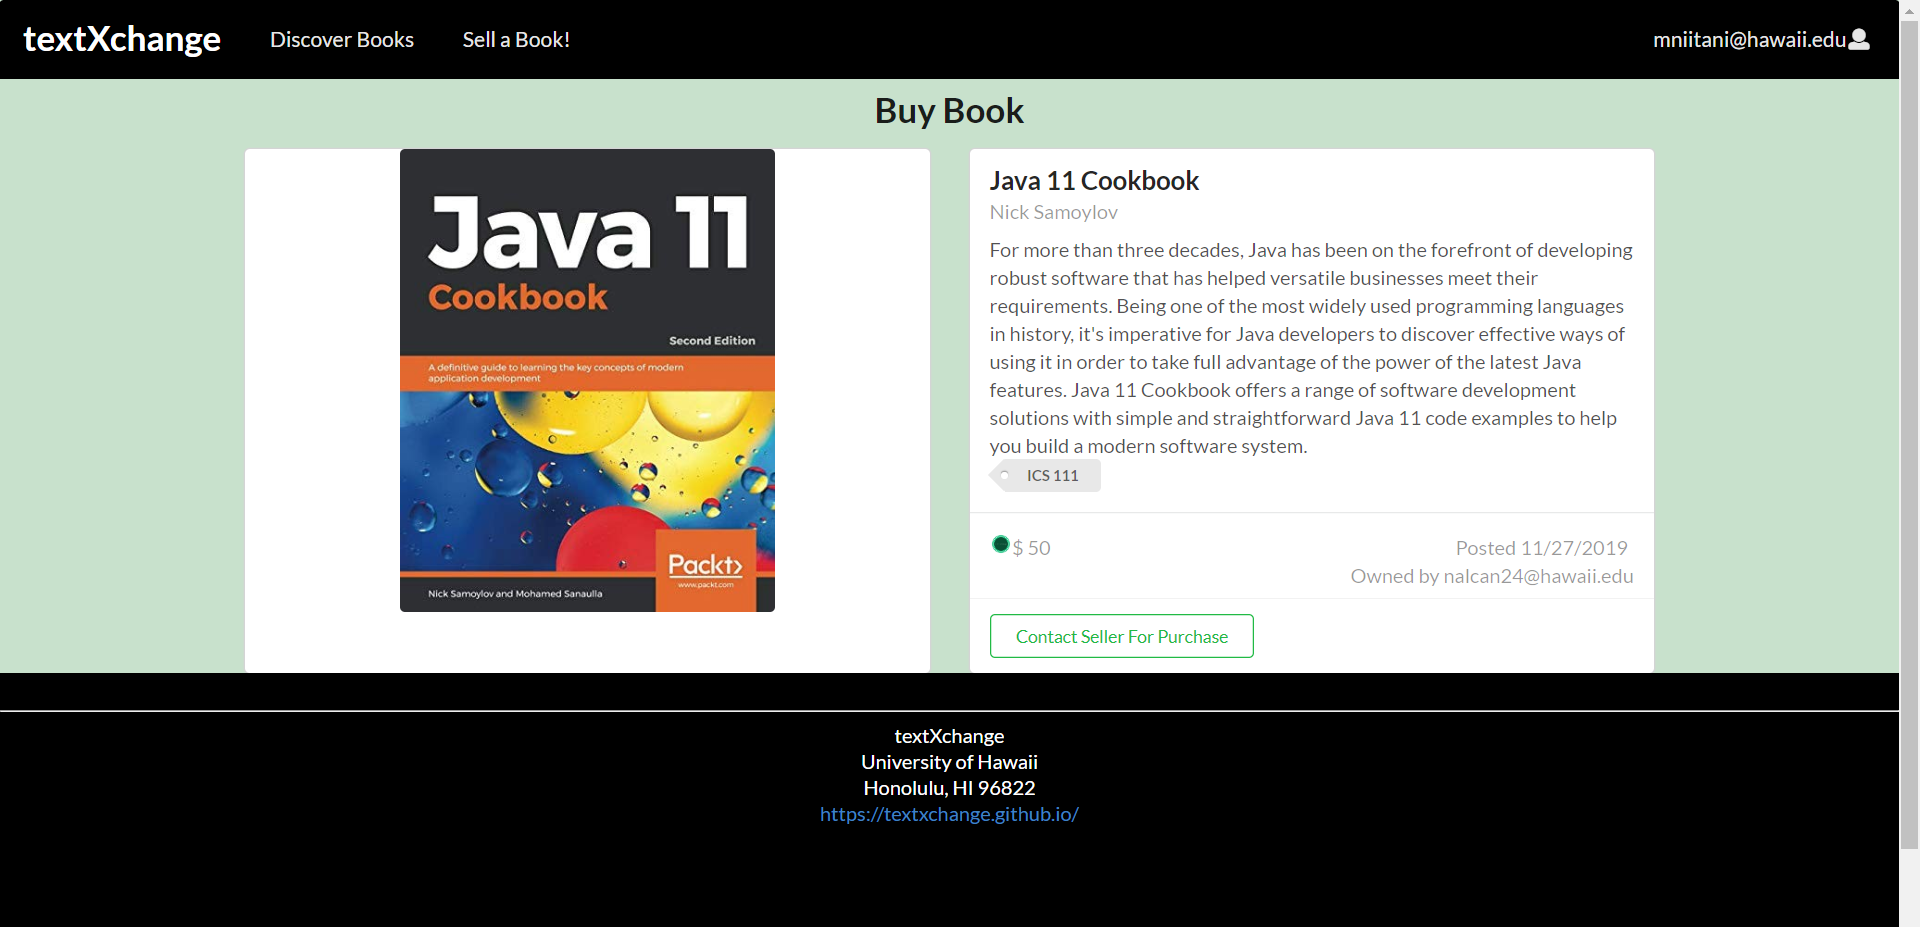 textXchange
Discover Books
Sell a Book!
mniitani@hawaii.edu
Buy Book
Java 11
Cookbook
Second Edition
A definitive guide to learning the key concepts of modern
application development
Packt>
www.packt.com
Nick Samoylov and Mohamed Sanaulla
Java 11 Cookbook
Nick Samoylov
For more than three decades, Java has been on the forefront of developing
robust software that has helped versatile businesses meet their
requirements. Being one of the most widely used programming languages
in history, it's imperative for Java developers to discover effective ways of
using it in order to take full advantage of the power of the latest Java
features. Java 11 Cookbook offers a range of software development
solutions with simple and straightforward Java 11 code examples to help
you build a modern software system.
ICS 111
$ 50
Posted 11/27/2019
Owned by nalcan24@hawaii.edu
Contact Seller For Purchase
textXchange
University of Hawaii
Honolulu, HI 96822
https://textxchange.github.io/